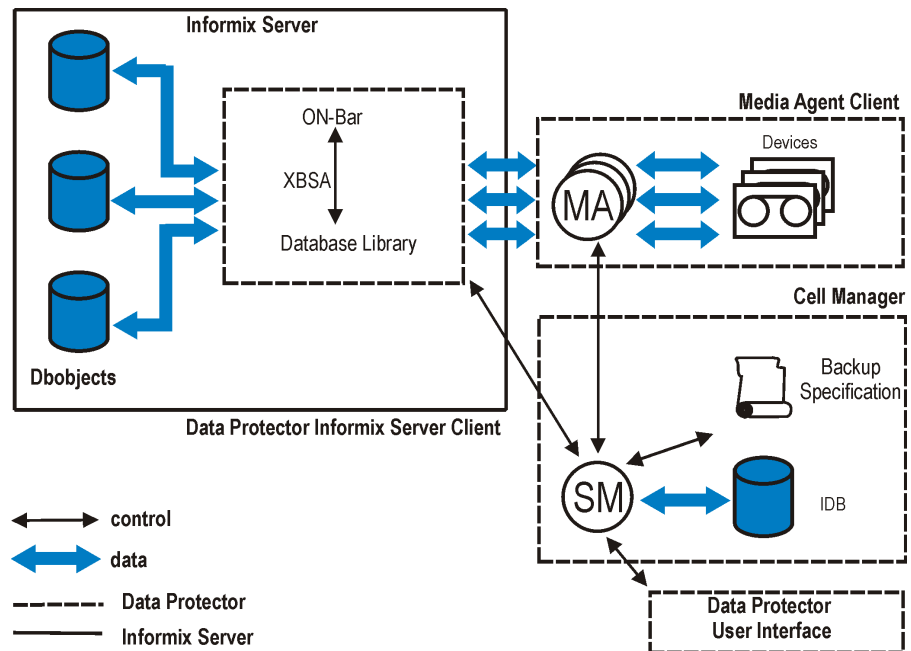 Informix Server
ON-Bar
XBSA
Database Library
Dbobjects
Data Protector Informix Server Client
Media Agent Client
Devices
MA
Cell Manager
Backup
Specification
SM
IDB
Data Protector
User Interface
control
data
Data Protector
Informix Server